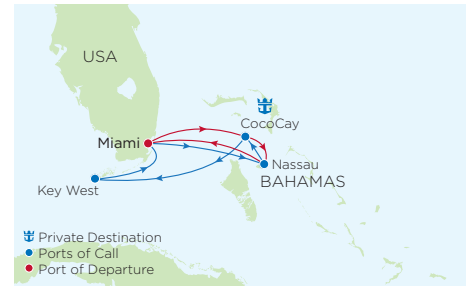 USA
CocoCay
Miami
Nassau
BAHAMAS
Key West
Private Destination
Ports of Call
Port of Departure